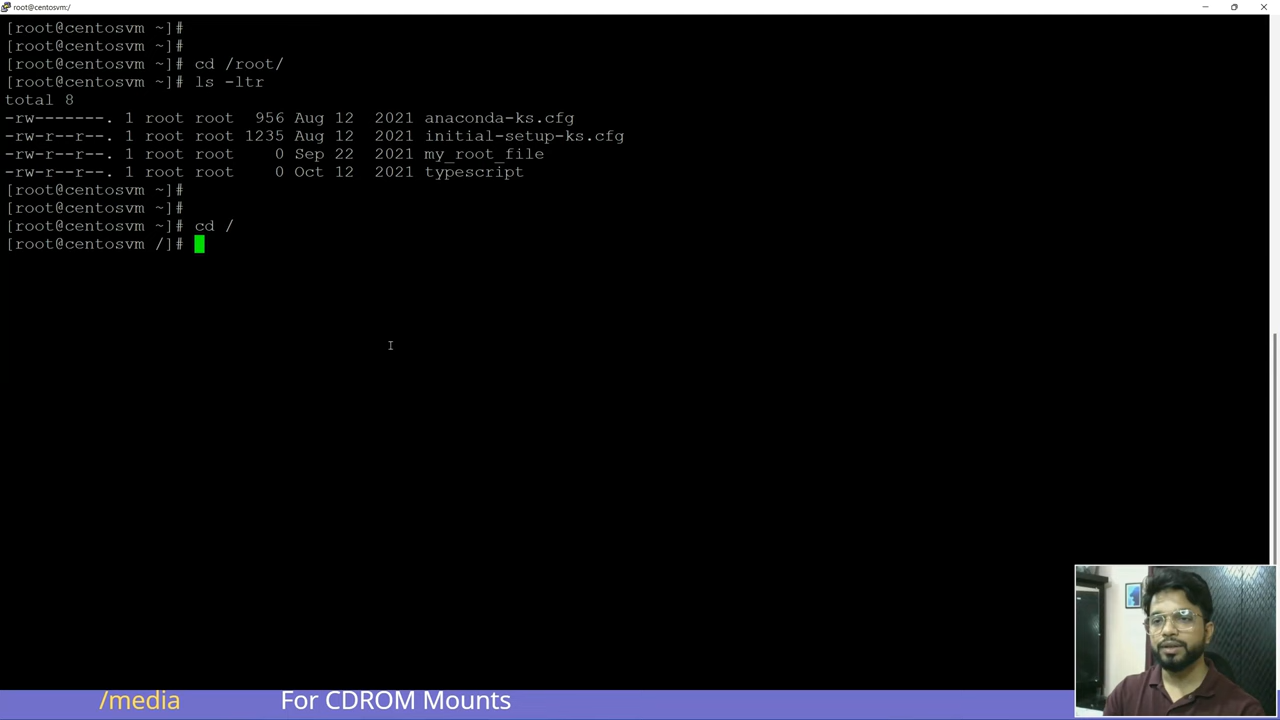 root@centosvm:/
[root@centosvm ~]#
[root@centosvm ~]#
[root@centosvm ~]# cd /root/
[root@centosvm ~]# ls -ltr
total 8
-rw-------. 1 root root  956 Aug 12  2021 anaconda-ks.cfg
-rw-r--r--. 1 root root 1235 Aug 12  2021 initial-setup-ks.cfg
-rw-r--r--. 1 root root    0 Sep 22  2021 my_root_file
-rw-r--r--. 1 root root    0 Oct 12  2021 typescript
[root@centosvm ~]#
[root@centosvm ~]#
[root@centosvm ~]# cd /
[root@centosvm /]#
/media For CDROM Mounts